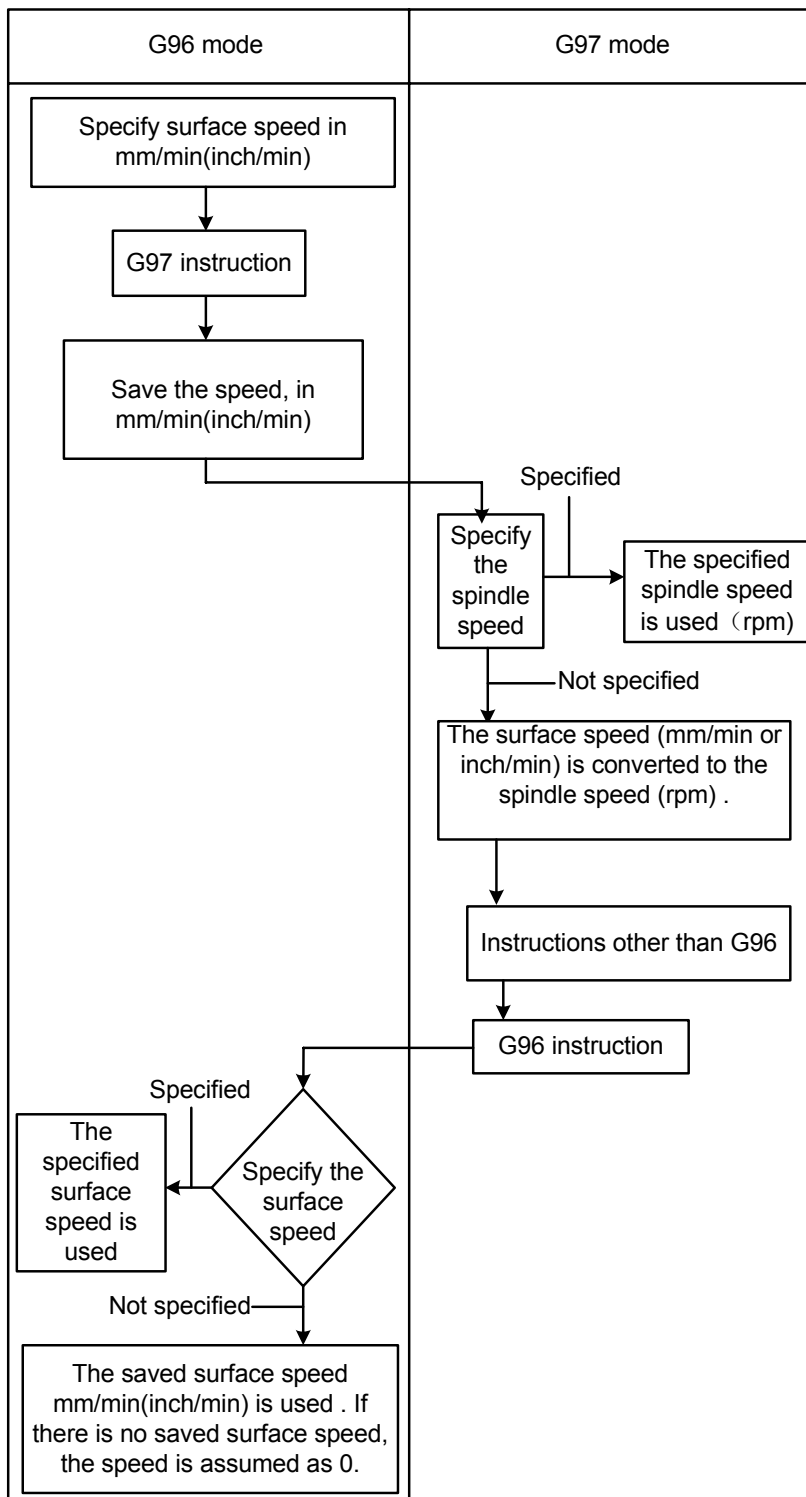 G96 mode
G97 mode
Specify surface speed in
mm/min(inch/min)
G97 instruction
Save the speed, in
mm/min(inch/min)
Specified
Specify
the
spindle
speed
The specified
spindle speed
is used（rpm)
Not specified
The surface speed (mm/min or
inch/min) is converted to the
spindle speed (rpm) .
Instructions other than G96
G96 instruction
Specified
The
specified
surface
speed is
used
Specify the
surface
speed
Not specified
The saved surface speed
mm/min(inch/min) is used . If
there is no saved surface speed,
the speed is assumed as 0.